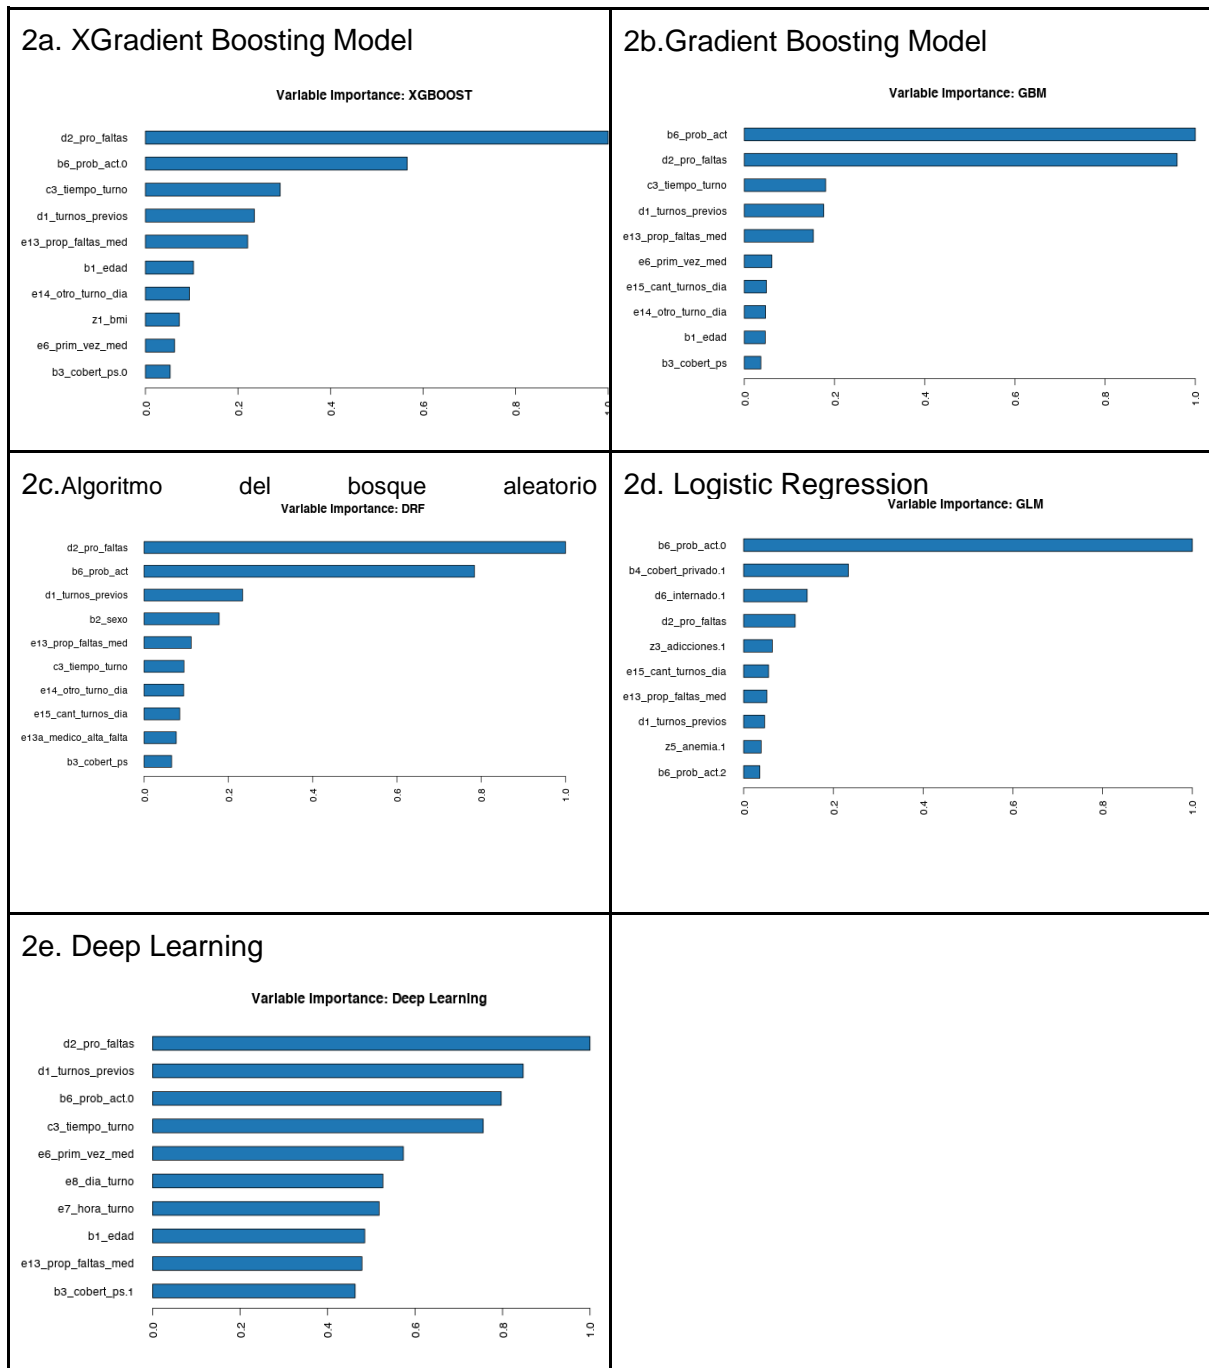 2a. XGradient Boosting Model
Variable Importance: XGBOOST
d2_pro_faltas
b6_prob_act.0
c3_tiempo_turno
d1_turnos_previos
e13_prop_faltas_med
b1_edad
e14_otro_turno_dia
z1_bmi
e6_prim_vez_med
b3_cobert_ps.0
0.0 0.2 0.4 0.6 0.8 1.0
2b.Gradient Boosting Model
Variable Importance: GBM
b6_prob_act
d2_pro_faltas
c3_tiempo_turno
d1_turnos_previos
e13_prop_faltas_med
e6_prim_vez_med
e15_cant_turnos_dia
e14_otro_turno_dia
b1_edad
b3_cobert_ps
0.0 0.2 0.4 0.6 0.8 1.0
2c.Algoritmo del bosque aleatorio
Variable Importance: DRF
d2_pro_faltas
b6_prob_act
d1_turnos_previos
b2_sexo
e13_prop_faltas_med
c3_tiempo_turno
e14_otro_turno_dia
e15_cant_turnos_dia
e13a_medico_alta_falta
b3_cobert_ps
0.0 0.2 0.4 0.6 0.8 1.0
2d. Logistic Regression
Variable Importance: GLM
b6_prob_act.0
b4_cobert_privado.1
d6_internado.1
d2_pro_faltas
z3_adicciones.1
e15_cant_turnos_dia
e13_prop_faltas_med
d1_turnos_previos
z5_anemia.1
b6_prob_act.2
0.0 0.2 0.4 0.6 0.8 1.0
2e. Deep Learning
Variable Importance: Deep Learning
d2_pro_faltas
d1_turnos_previos
b6_prob_act.0
c3_tiempo_turno
e6_prim_vez_med
e8_dia_turno
e7_hora_turno
b1_edad
e13_prop_faltas_med
b3_cobert_ps.1
0.0 0.2 0.4 0.6 0.8 1.0